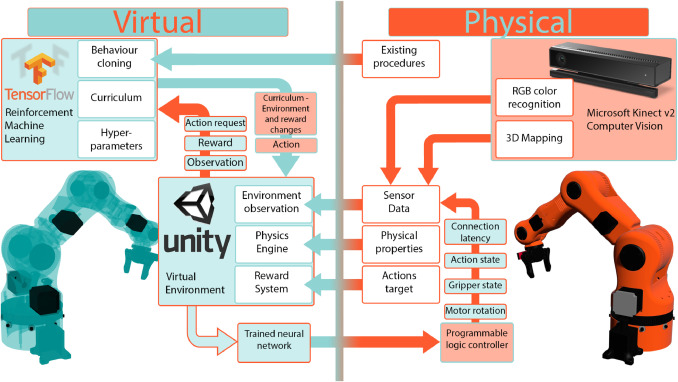 Virtual
Physical
TensorFlow
Reinforcement
Machine
Learning
Behaviour
cloning
Curriculum
Hyper-
parameters
Existing
procedures
RGB color
recognition
3D Mapping
Microsoft Kinect v2
Computer Vision
Curriculum -
Environment
and reward
changes
Action
Action request
Reward
Observation
unity
Virtual
Environment
Environment
observation
Physics
Engine
Reward
System
Sensor
Data
Physical
properties
Actions
target
Connection
latency
Action state
Gripper state
Motor rotation
Trained neural
network
Programmable
logic controller